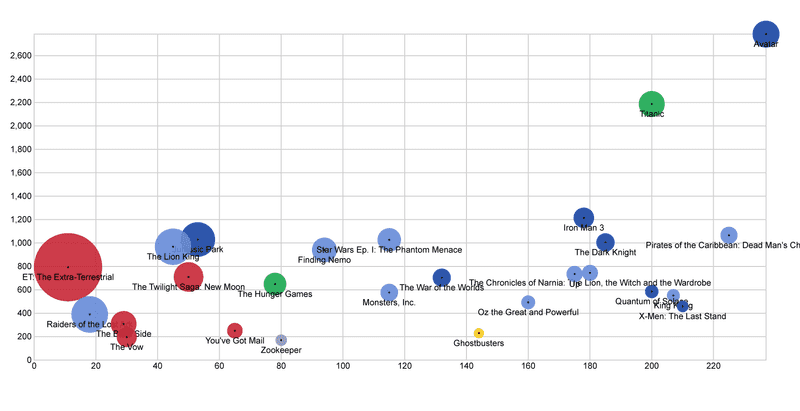 Avatar
2,600
2,400
2,200
Titanic
2,000
1,800
1,600
1,400
1,200
Iron Man 3
1,000
Jurassic Park
The Lion King
Star Wars Ep. I: The Phantom Menace
Finding Nemo
The Dark Knight
Pirates of the Caribbean: Dead Man's Ch
800
ET: The Extra-Terrestrial
The Twilight Saga: New Moon
The Hunger Games
The War of the Worlds
The Chronicles of Narnia: The Lion, the Witch and the Wardrobe
Up
600
Monsters, Inc.
Quantum of Solace
King Kong
Oz the Great and Powerful
X-Men: The Last Stand
400
Raiders of the Lost
The Side
The Vow
200
You've Got Mail
Zookeeper
Ghostbusters
0
0 20 40 60 80 100 120 140 160 180 200 220